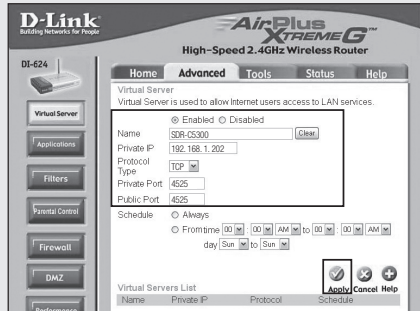 D-Link
Building Networks for People
AirPlus
XTREME G™
High-Speed 2.4GHz Wireless Router
DI-624
Home Advanced Tools Status Help
Virtual Server
Virtual Server is used to allow Internet users access to LAN services.
Virtual Server
Enabled Disabled
Name SDR-C5300 Clear
Applications
Private IP 192.168.1.202
Protocol Type TCP
Filters
Private Port 4525
Public Port 4525
Parental Control
Schedule Always
From time 00 : 00 AM to 00 : 00 AM
day Sun to Sun
Firewall
DMZ
Apply Cancel Help
Virtual Servers List
Name Private IP Protocol Schedule
Performance